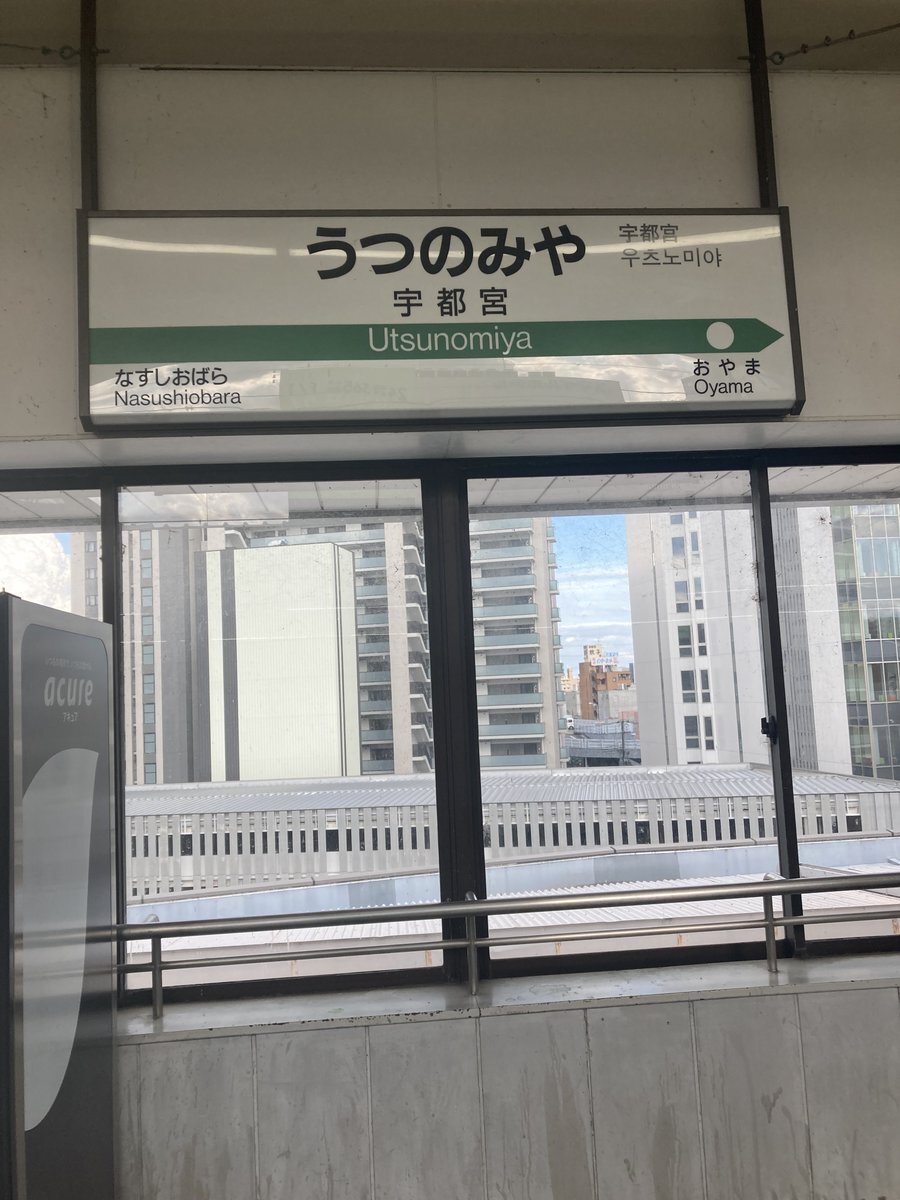 うつのみや
宇都宮
우츠노미야
宇都宮
Utsunomiya
なすしおばら
Nasushiobara
おやま
Oyama
acure
アキュア